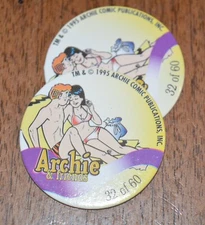 TM & © 1995 ARCHIE COMIC PUBLICATIONS, INC.
32 of 60
TM & © 1995 ARCHIE COMIC PUBLICATIONS, INC.
Archie
& friends
32 of 60